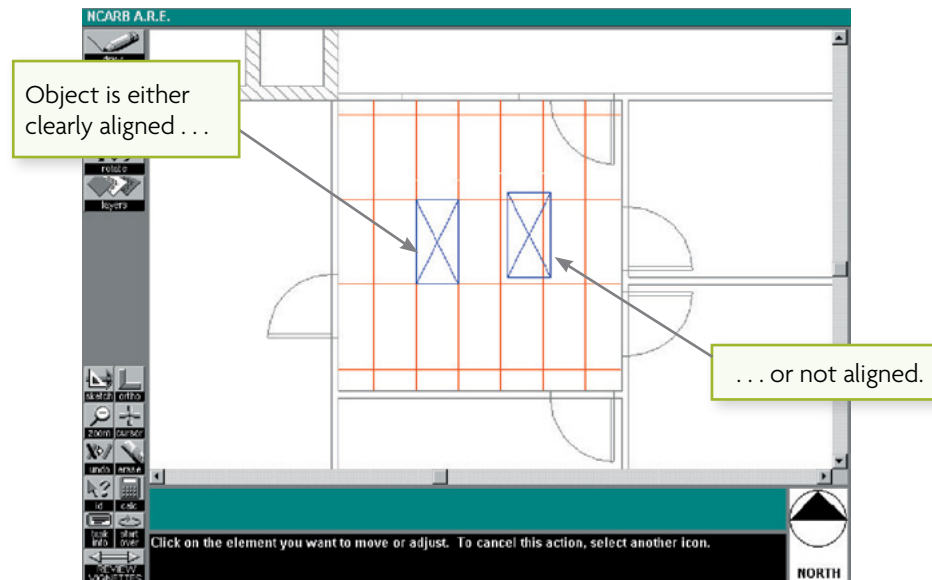 NCARB A.R.E.
Object is either
clearly aligned . . .
rotate
layers
. . . or not aligned.
sketch ortho
zoom cursor
undo erase
id calc
task start
info over
Click on the element you want to move or adjust. To cancel this action, select another icon.
REVIEW
VIGNETTES
NORTH